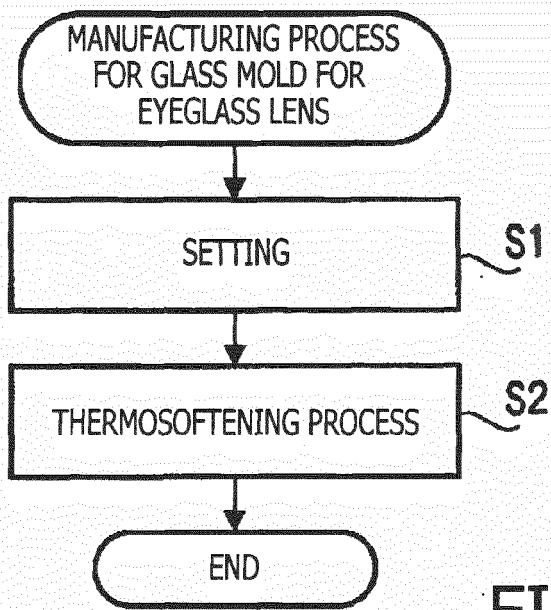 MANUFACTURING PROCESS
FOR GLASS MOLD FOR
EYEGLASS LENS
SETTING
S1
THERMOSOFTENING PROCESS
S2
END